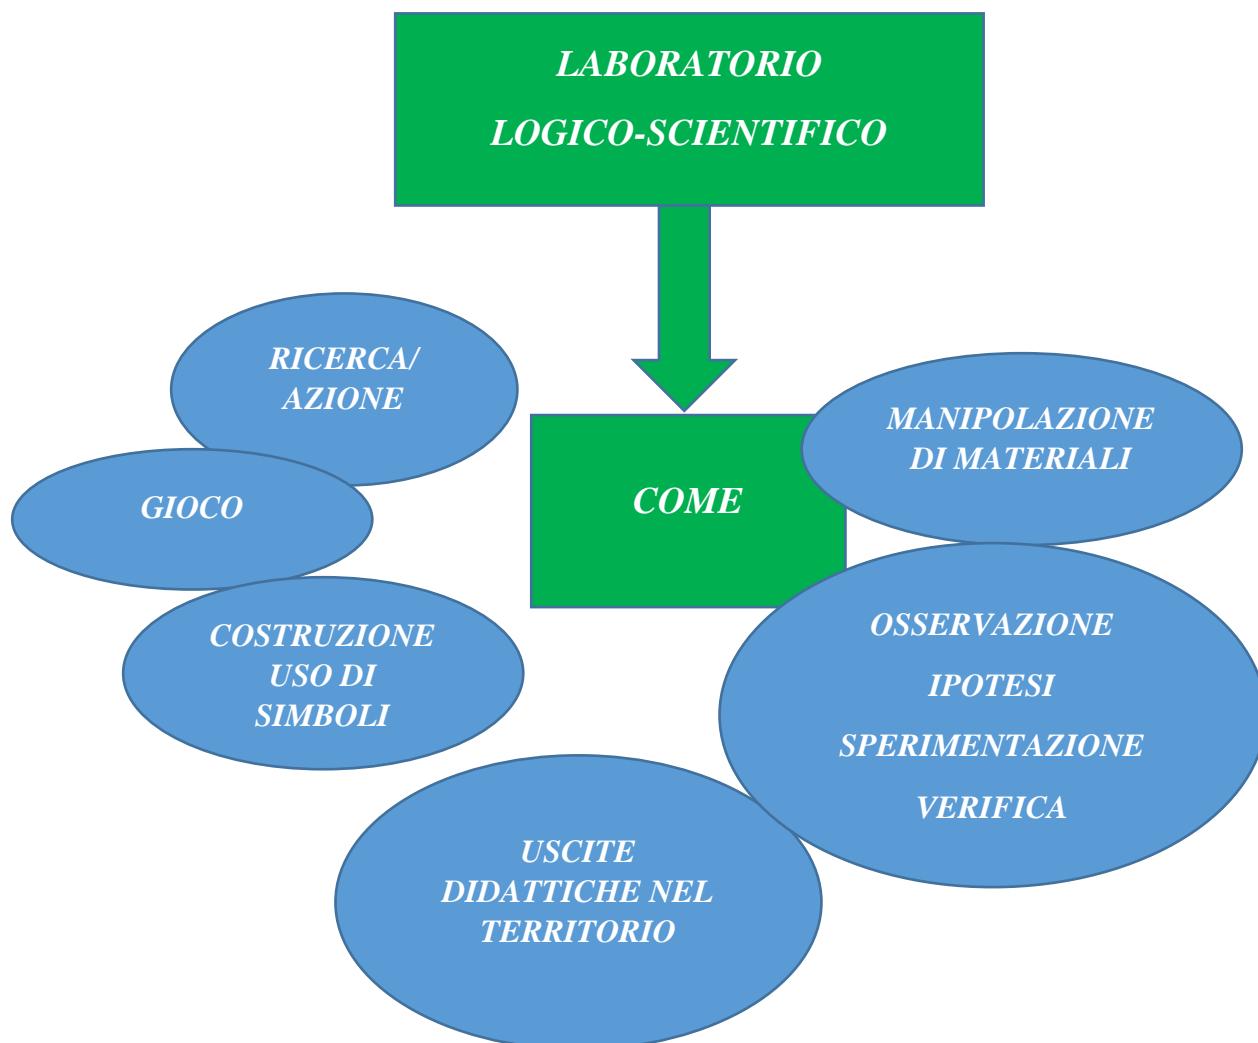 LABORATORIO
LOGICO-SCIENTIFICO
RICERCA/
AZIONE
GIOCO
COSTRUZIONE
USO DI
SIMBOLI
COME
MANIPOLAZIONE
DI MATERIALI
OSSERVAZIONE
IPOTESI
SPERIMENTAZIONE
VERIFICA
USCITE
DIDATTICHE NEL
TERRITORIO